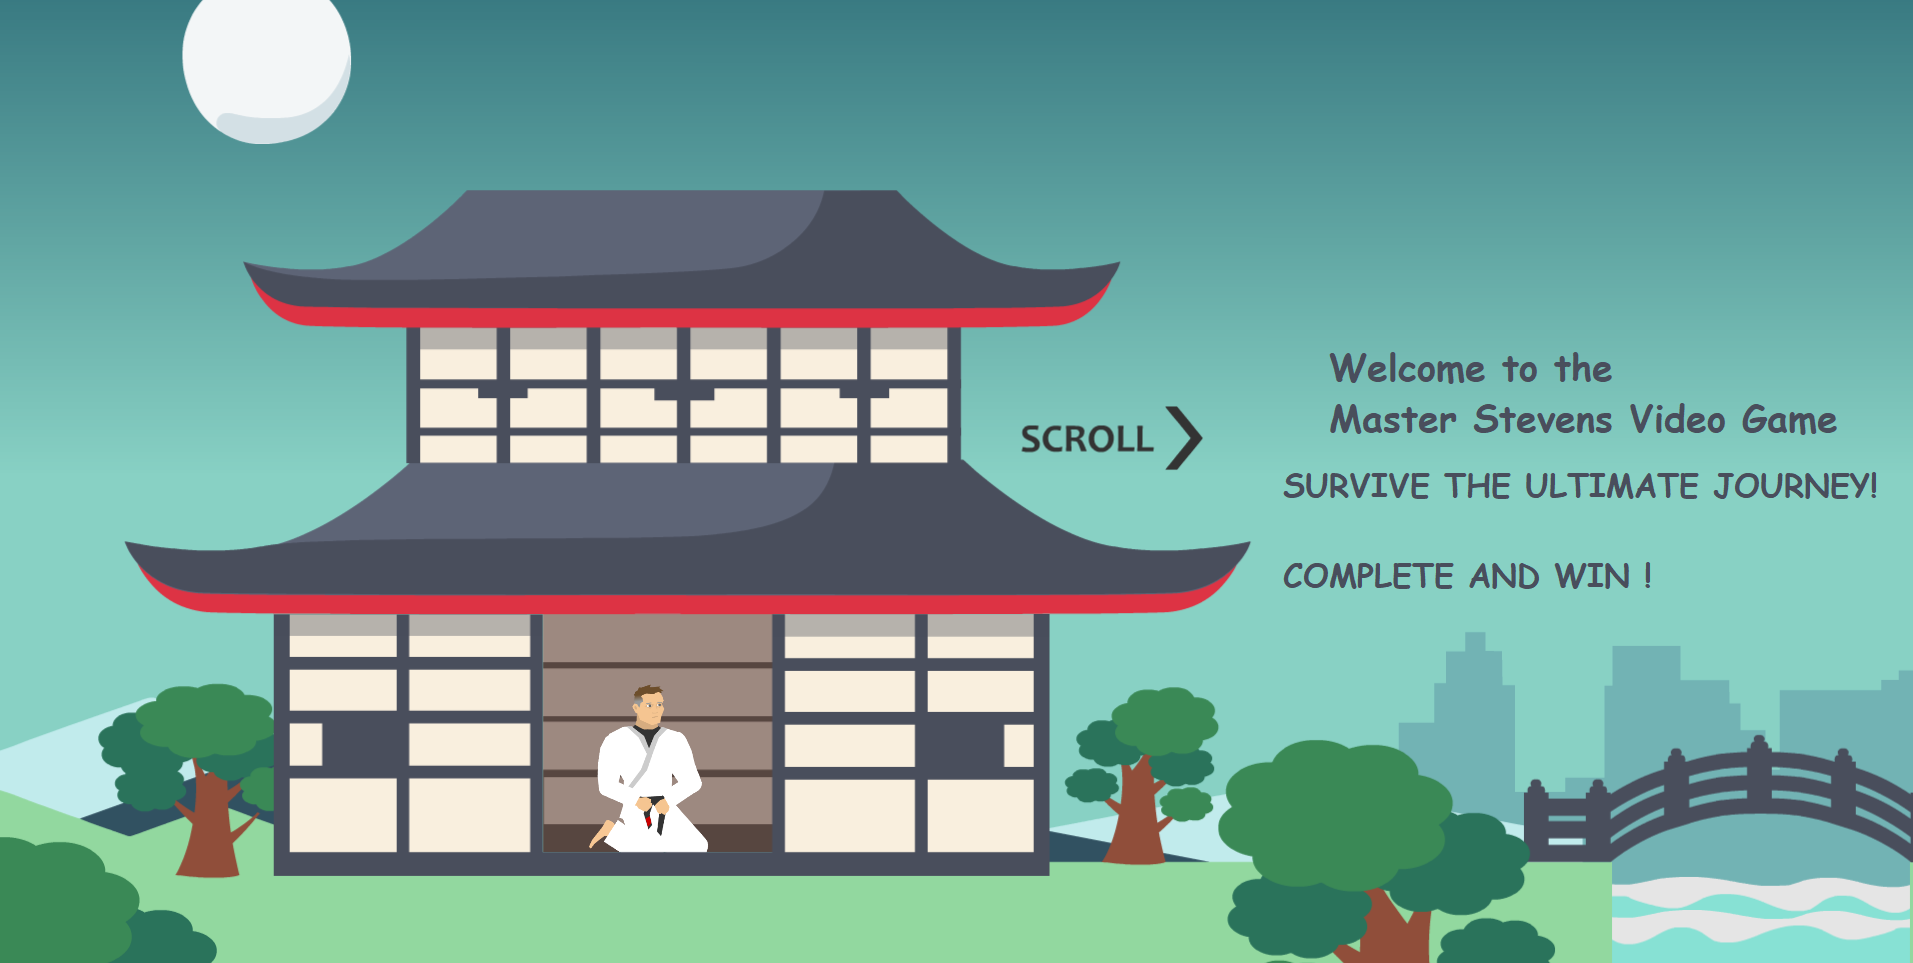 SCROLL
Welcome to the
Master Stevens Video Game
SURVIVE THE ULTIMATE JOURNEY!
COMPLETE AND WIN !